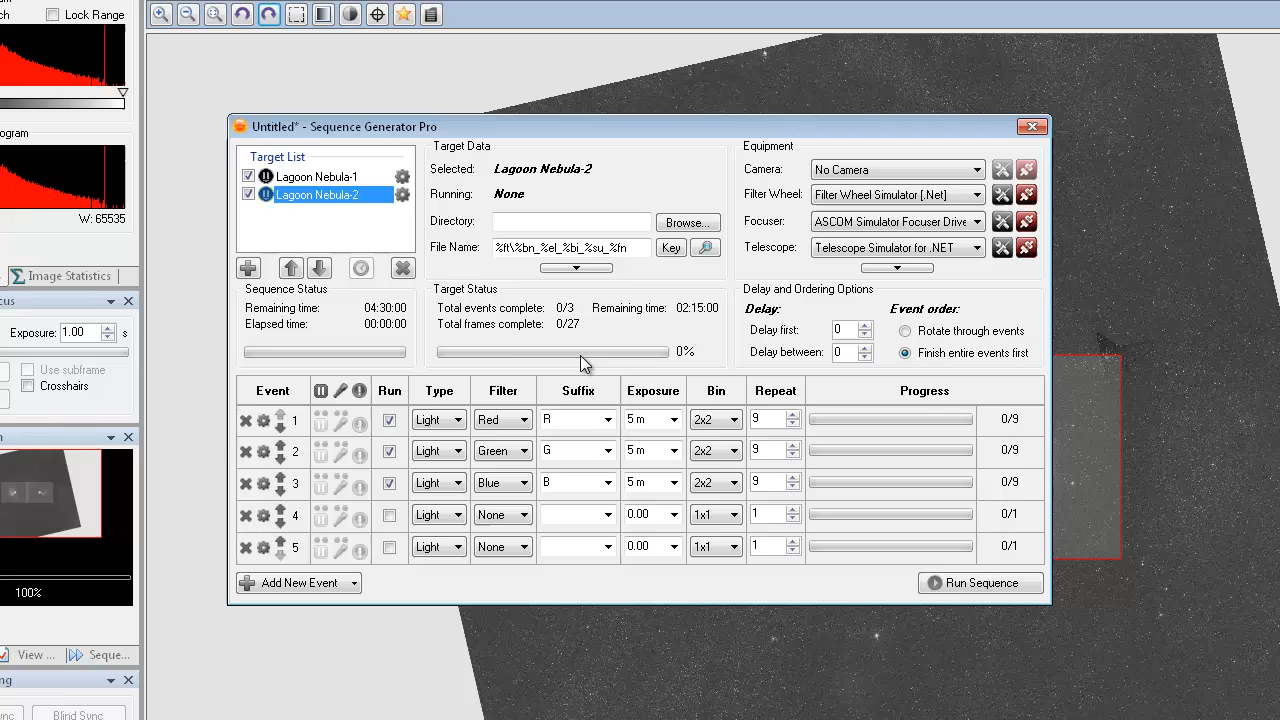 Lock Range
ogram
W: 65535
Image Statistics
cus
Exposure: 1.00 s
Use subframe
Crosshairs
100%
View ...
Seque...
ng
Blind Sync
Untitled* - Sequence Generator Pro
Target List
Lagoon Nebula-1
Lagoon Nebula-2
Target Data
Selected: Lagoon Nebula-2
Running: None
Directory: Browse...
File Name: %ft\%bn_%el_%bi_%su_%fn Key
Equipment
Camera: No Camera
Filter Wheel: Filter Wheel Simulator [.Net]
Focuser: ASCOM Simulator Focuser Drive
Telescope: Telescope Simulator for .NET
Sequence Status
Remaining time: 04:30:00
Elapsed time: 00:00:00
Target Status
Total events complete: 0/3 Remaining time: 02:15:00
Total frames complete: 0/27
0%
Delay and Ordering Options
Delay: Event order:
Delay first: 0 Rotate through events
Delay between: 0 Finish entire events first
Event Run Type Filter Suffix Exposure Bin Repeat Progress
1 Light Red R 5 m 2x2 9 0/9
2 Light Green G 5 m 2x2 9 0/9
3 Light Blue B 5 m 2x2 9 0/9
4 Light None 0.00 1x1 1 0/1
5 Light None 0.00 1x1 1 0/1
Add New Event Run Sequence